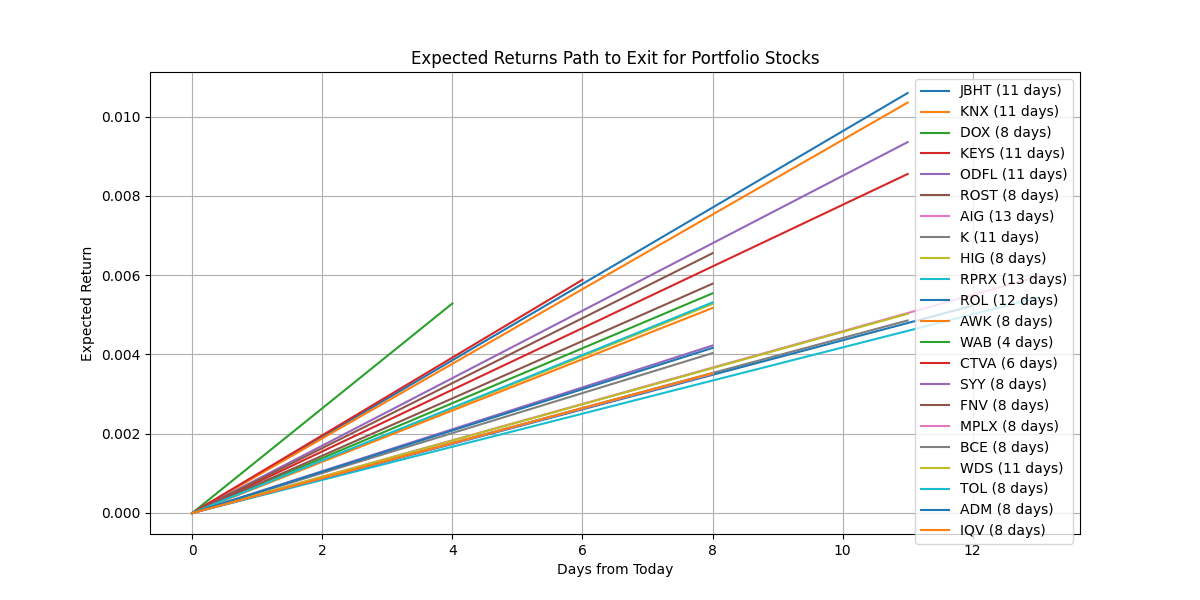 Expected Returns Path to Exit for Portfolio Stocks
Expected Return
0.010
0.008
0.006
0.004
0.002
0.000
0 2 4 6 8 10 12
Days from Today
JBHT (11 days)
KNX (11 days)
DOX (8 days)
KEYS (11 days)
ODFL (11 days)
ROST (8 days)
AIG (13 days)
K (11 days)
HIG (8 days)
RPRX (13 days)
ROL (12 days)
AWK (8 days)
WAB (4 days)
CTVA (6 days)
SYY (8 days)
FNV (8 days)
MPLX (8 days)
BCE (8 days)
WDS (11 days)
TOL (8 days)
ADM (8 days)
IQV (8 days)